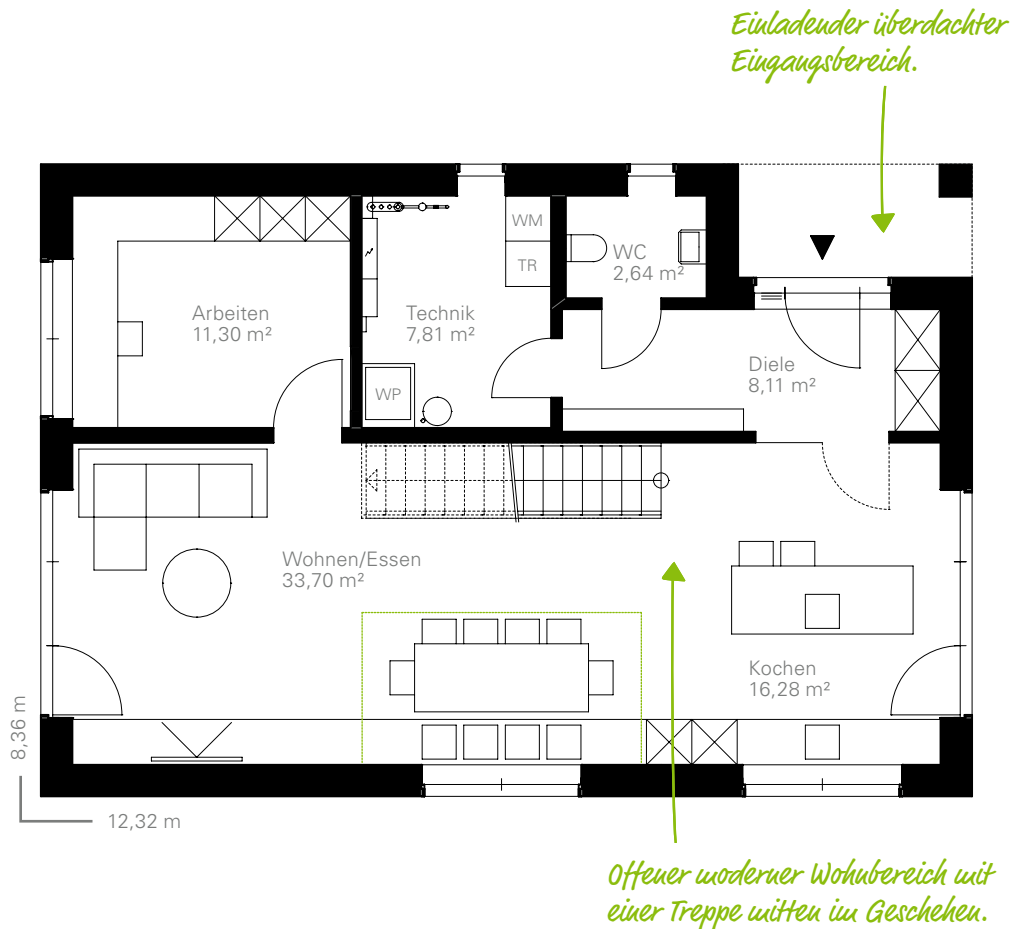 Einladender überdachter
Eingangsbereich.
WM
TR
WC
2,64 m²
Arbeiten
11,30 m²
Technik
7,81 m²
Diele
8,11 m²
WP
Wohnen/Essen
33,70 m²
Kochen
16,28 m²
8,36 m
12,32 m
Offener moderner Wohnbereich mit
einer Treppe mitten im Geschehen.